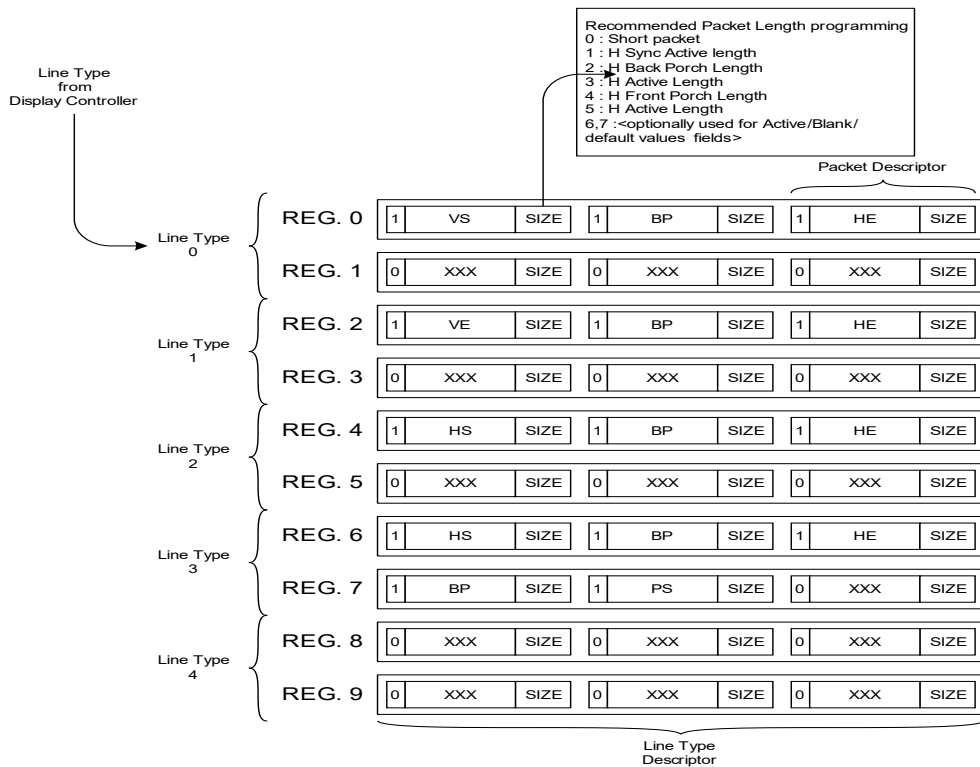 Recommended Packet Length programming
0 : Short packet
1 : H Sync Active length
2 : H Back Porch Length
3 : H Active Length
4 : H Front Porch Length
5 : H Active Length
6,7 :<optionally used for Active/Blank/
default values fields>
Line Type
from
Display Controller
Packet Descriptor
Line Type
0
REG. 0 1 VS SIZE 1 BP SIZE 1 HE SIZE
REG. 1 0 XXX SIZE 0 XXX SIZE 0 XXX SIZE
Line Type
1
REG. 2 1 VE SIZE 1 BP SIZE 1 HE SIZE
REG. 3 0 XXX SIZE 0 XXX SIZE 0 XXX SIZE
Line Type
2
REG. 4 1 HS SIZE 1 BP SIZE 1 HE SIZE
REG. 5 0 XXX SIZE 0 XXX SIZE 0 XXX SIZE
Line Type
3
REG. 6 1 HS SIZE 1 BP SIZE 1 HE SIZE
REG. 7 1 BP SIZE 1 PS SIZE 0 XXX SIZE
Line Type
4
REG. 8 0 XXX SIZE 0 XXX SIZE 0 XXX SIZE
REG. 9 0 XXX SIZE 0 XXX SIZE 0 XXX SIZE
Line Type
Descriptor